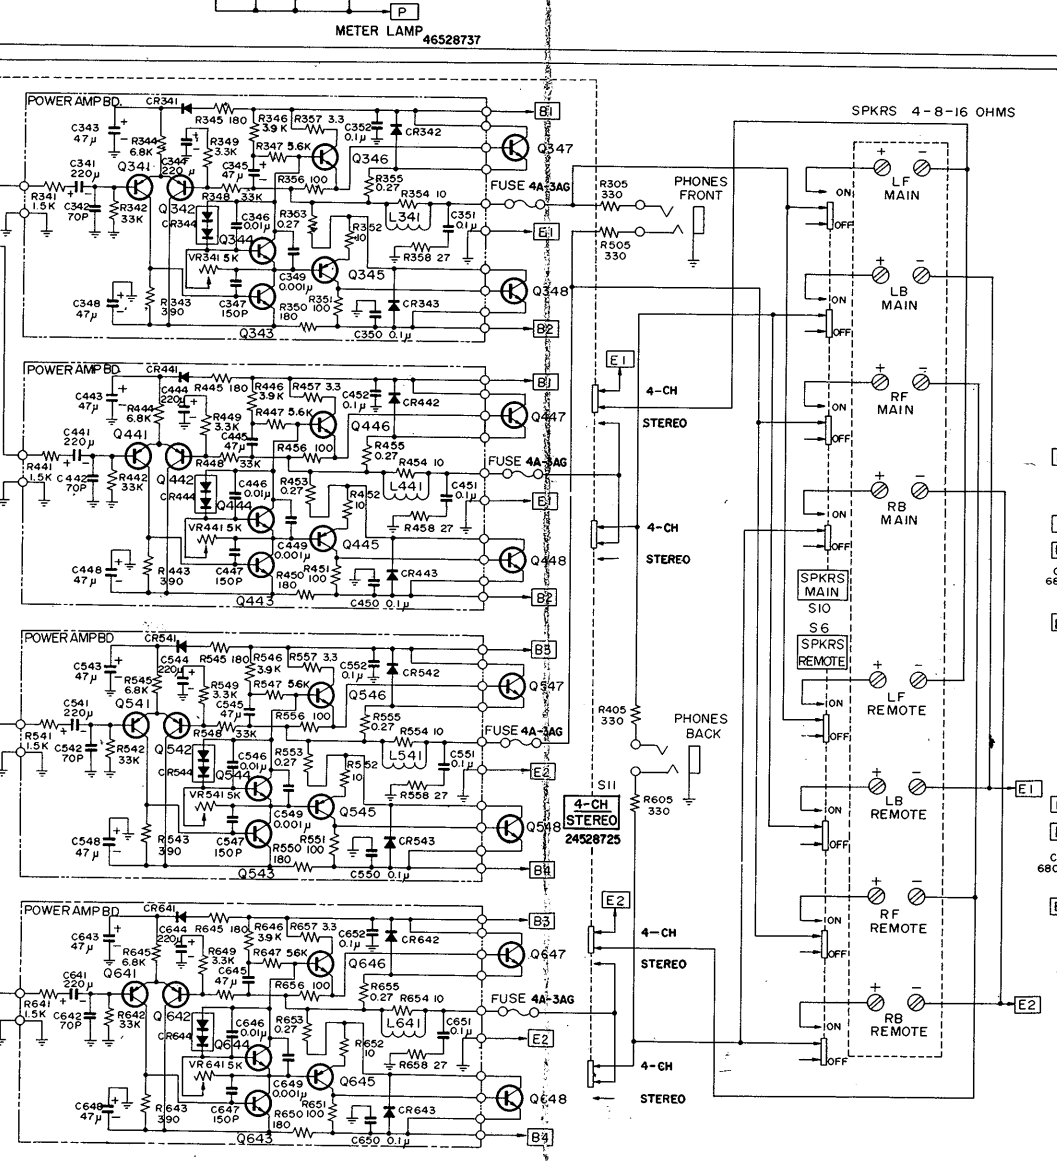 P
METER LAMP 46528737
SPKRS 4-8-16 OHMS
POWER AMP BD.
CR341
R345 180
R346
3.9K
R357 3.3
C352
0.1µ
CR342
B1
C343
47µ
R344
6.8K
C344
220µ
R349
3.3K
R347 5.6K
C345
47µ
Q346
Q347
C341
220µ
Q341
R356 100
R355
0.27
R354 10
FUSE 4A-3AG
R341
1.5K
C342
70P
R342
33K
Q342
R348 33K
CR344
C346
0.01µ
R363
0.27
R352
10
L341
C351
0.1µ
E1
Q344
VR341 5K
C349
0.001µ
Q345
R358 27
C348
47µ
R343
390
C347
150P
R350
180
R351
100
CR343
Q348
Q343
C350 0.1µ
B2
R305
330
PHONES
FRONT
R505
330
POWER AMP BD.
CR441
R445 180
R446
3.9K
R457 3.3
C452
0.1µ
CR442
B1
C443
47µ
R444
6.8K
C444
220µ
R449
3.3K
R447 5.6K
C445
47µ
Q446
Q447
C441
220µ
Q441
R456 100
R455
0.27
R454 10
FUSE 4A-3AG
R441
1.5K
C442
70P
R442
33K
Q442
R448 33K
CR444
C446
0.01µ
R453
0.27
R452
10
L441
C451
0.1µ
E1
Q444
VR441 5K
C449
0.001µ
Q445
R458 27
C448
47µ
R443
390
C447
150P
R450
180
R451
100
CR443
Q448
Q443
C450 0.1µ
B2
E1
4-CH
STEREO
4-CH
STEREO
POWER AMP BD
CR541
R545 180
R546
3.9K
R557 3.3
C552
0.1µ
CR542
B3
C543
47µ
R545
6.8K
C544
220µ
R549
3.3K
R547 56K
C545
47µ
Q546
Q547
C541
220µ
Q541
R556 100
R555
0.27
R554 10
FUSE 4A-3AG
R541
1.5K
C542
70P
R542
33K
Q542
R548 33K
CR544
C546
0.01µ
R553
0.27
R552
10
L541
C551
0.1µ
E2
Q544
VR541 5K
C549
0.001µ
Q545
R558 27
C548
47µ
R543
390
C547
150P
R550
180
R551
100
CR543
Q548
Q543
C550 0.1µ
B4
R405
330
PHONES
BACK
R605
330
S11
4-CH
STEREO
24528725
POWER AMP BD
CR641
R645 180
R646
3.9K
R657 3.3
C652
0.1µ
CR642
B3
C643
47µ
R645
6.8K
C644
220µ
R649
3.3K
R647 56K
C645
47µ
Q646
Q647
C641
220µ
Q641
R656 100
R655
0.27
R654 10
FUSE 4A-3AG
R641
1.5K
C642
70P
R642
33K
Q642
CR644
C646
0.01µ
R653
0.27
R652
10
L641
C651
0.1µ
E2
Q644
VR641 5K
C649
0.001µ
Q645
R658 27
C648
47µ
R643
390
C647
150P
R650
180
R651
100
CR643
Q648
Q643
C650 0.1µ
B4
E2
4-CH
STEREO
4-CH
STEREO
+ −
LF
MAIN
ON
OFF
+ −
LB
MAIN
ON
OFF
+ −
RF
MAIN
ON
OFF
+ −
RB
MAIN
ON
OFF
SPKRS
MAIN
S10
S6
SPKRS
REMOTE
+ −
LF
REMOTE
ON
OFF
+ −
LB
REMOTE
ON
OFF
E1
+ −
RF
REMOTE
ON
OFF
+ −
RB
REMOTE
ON
OFF
E2